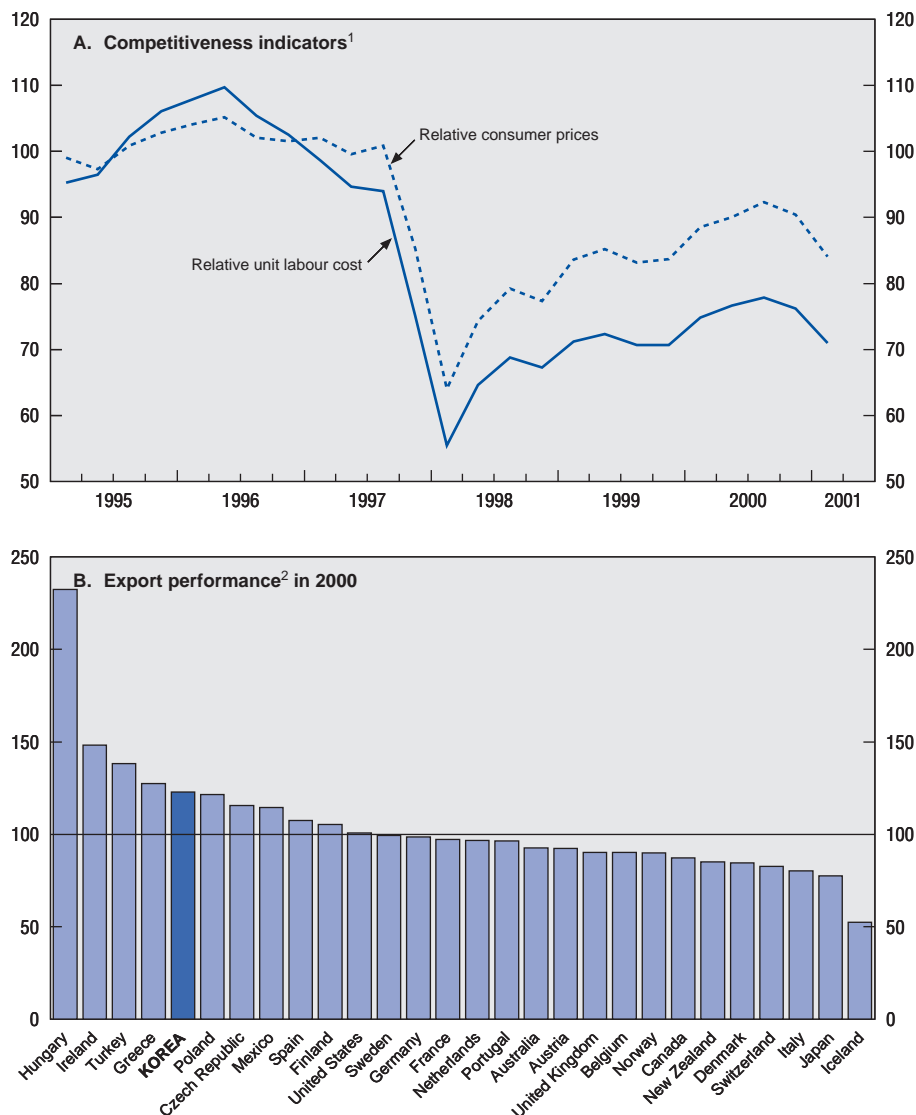 A. Competitiveness indicators¹
120 120
110 110
Relative consumer prices
100 100
90 90
Relative unit labour cost
80 80
70 70
60 60
50 50
1995 1996 1997 1998 1999 2000 2001
B. Export performance² in 2000
250 250
200 200
150 150
100 100
50 50
0 0
Hungary
Ireland
Turkey
Greece
KOREA
Poland
Czech Republic
Mexico
Spain
Finland
United States
Sweden
Germany
France
Netherlands
Portugal
Australia
Austria
United Kingdom
Belgium
Norway
Canada
New Zealand
Denmark
Switzerland
Italy
Japan
Iceland